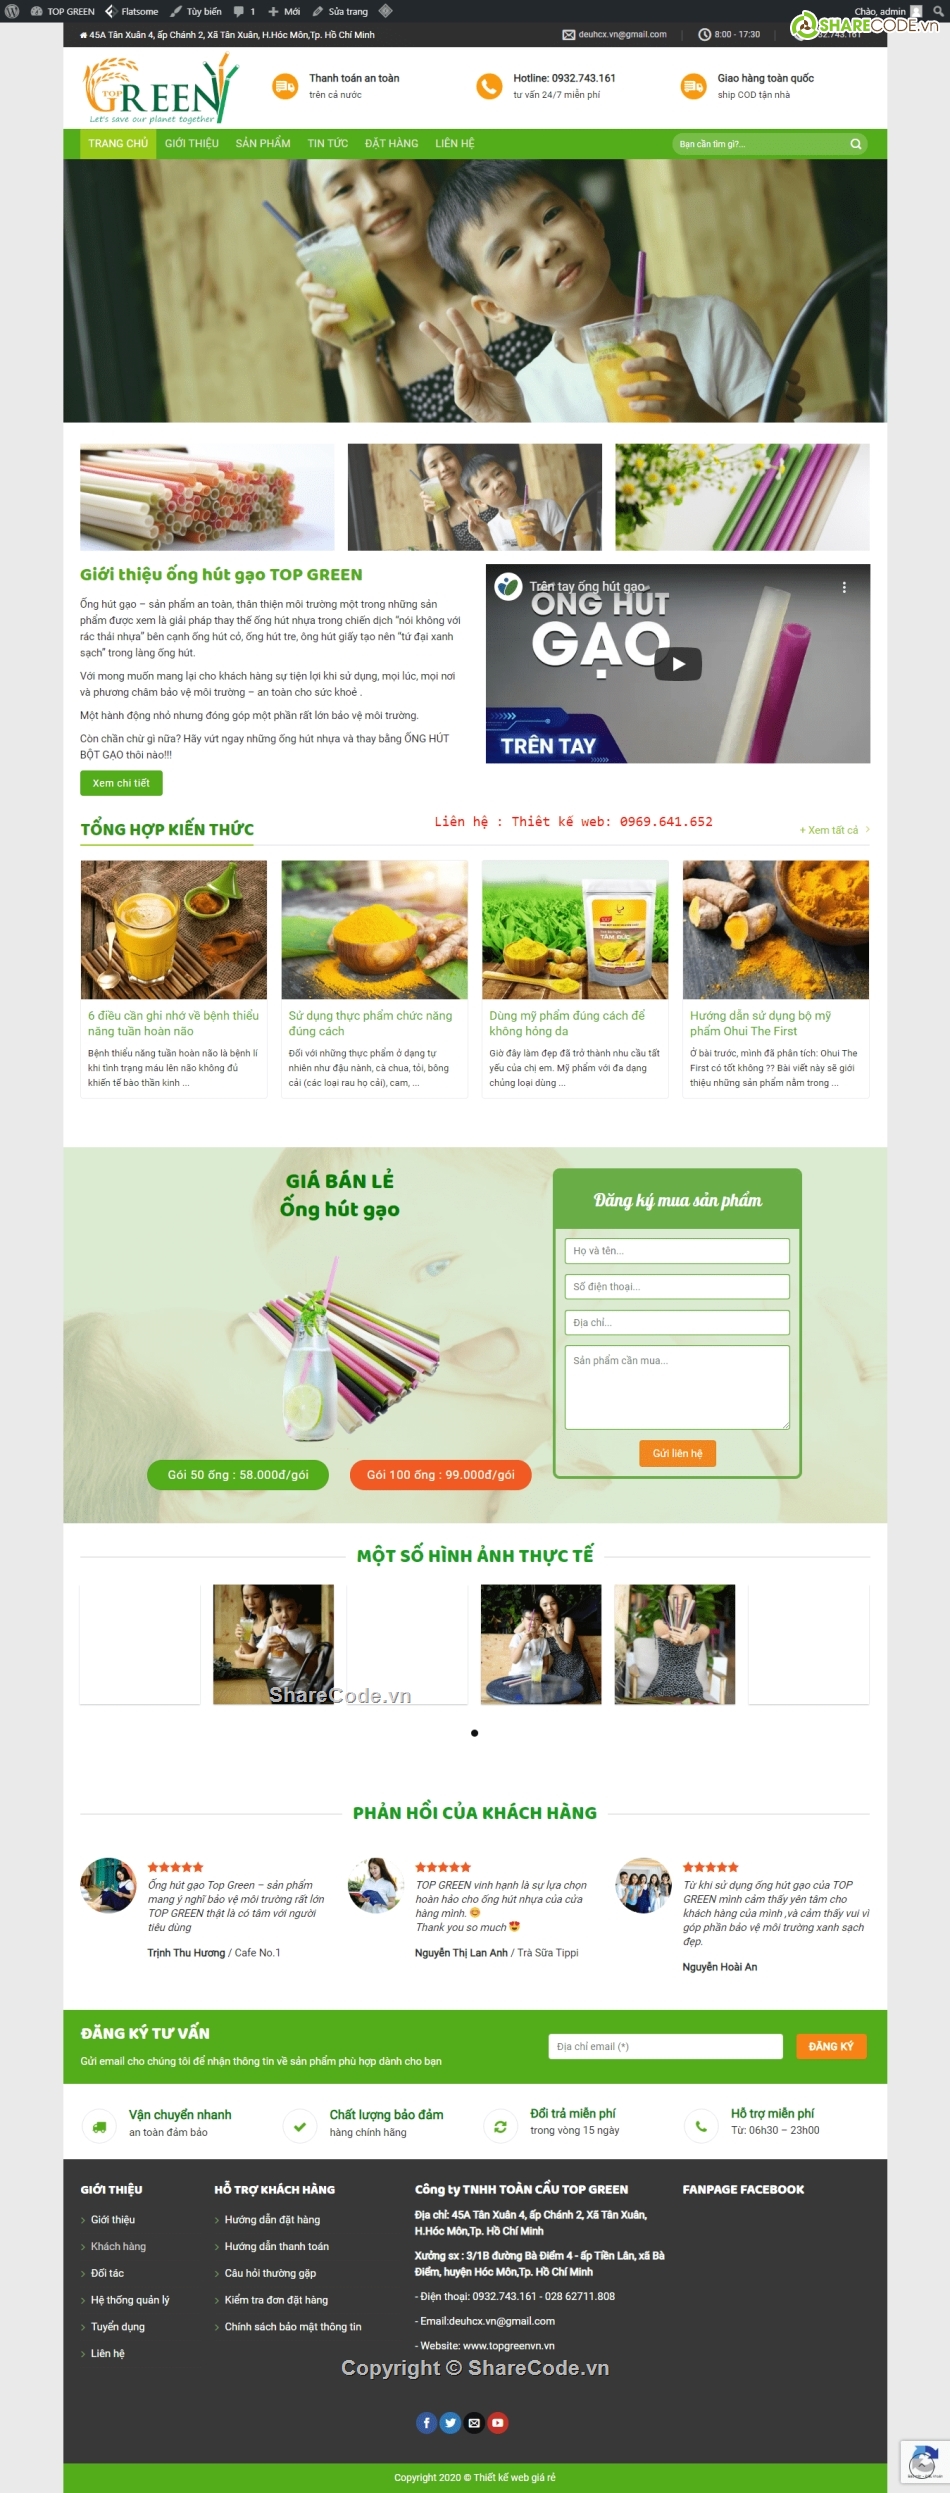 TOP GREEN Flatsome Tùy biến 1 Mới Sửa trang Chào, admin
SHARECODE.vn
45A Tân Xuân 4, ấp Chánh 2, Xã Tân Xuân, H.Hóc Môn,Tp. Hồ Chí Minh deuhcx.vn@gmail.com 8:00 - 17:30
TOP GREEN
Let's save our planet together
Thanh toán an toàn
trên cả nước
Hotline: 0932.743.161
tư vấn 24/7 miễn phí
Giao hàng toàn quốc
ship COD tận nhà
TRANG CHỦ GIỚI THIỆU SẢN PHẨM TIN TỨC ĐẶT HÀNG LIÊN HỆ Bạn cần tìm gì?...
Giới thiệu ống hút gạo TOP GREEN
Ống hút gạo – sản phẩm an toàn, thân thiện môi trường một trong những sản
phẩm được xem là giải pháp thay thế ống hút nhựa trong chiến dịch “nói không với
rác thải nhựa” bên cạnh ống hút cỏ, ống hút tre, ông hút giấy tạo nên “tứ đại xanh
sạch” trong làng ống hút.
Với mong muốn mang lại cho khách hàng sự tiện lợi khi sử dụng, mọi lúc, mọi nơi
và phương châm bảo vệ môi trường – an toàn cho sức khoẻ .
Một hành động nhỏ nhưng đóng góp một phần rất lớn bảo vệ môi trường.
Còn chần chừ gì nữa? Hãy vứt ngay những ống hút nhựa và thay bằng ỐNG HÚT
BỘT GẠO thôi nào!!!
Xem chi tiết
Trên tay ống hút gạo
ỐNG HÚT
GẠO
TRÊN TAY
TỔNG HỢP KIẾN THỨC
Liên hệ : Thiết kế web: 0969.641.652
+ Xem tất cả
6 điều cần ghi nhớ về bệnh thiếu
năng tuần hoàn não
Bệnh thiếu năng tuần hoàn não là bệnh lí
khi tình trạng máu lên não không đủ
khiến tế bào thần kinh ...
Sử dụng thực phẩm chức năng
đúng cách
Đối với những thực phẩm ở dạng tự
nhiên như đậu nành, cà chua, tỏi, bông
cải (các loại rau họ cải), cam, ...
Dùng mỹ phẩm đúng cách để
không hỏng da
Giờ đây làm đẹp đã trở thành nhu cầu tất
yếu của chị em. Mỹ phẩm với đa dạng
chủng loại dùng ...
Hướng dẫn sử dụng bộ mỹ
phẩm Ohui The First
Ở bài trước, mình đã phân tích: Ohui The
First có tốt không ?? Bài viết này sẽ giới
thiệu những sản phẩm nằm trong ...
GIÁ BÁN LẺ
Ống hút gạo
Gói 50 ống : 58.000đ/gói
Gói 100 ống : 99.000đ/gói
Đăng ký mua sản phẩm
Họ và tên...
Số điện thoại...
Địa chỉ...
Sản phẩm cần mua...
Gửi liên hệ
MỘT SỐ HÌNH ẢNH THỰC TẾ
ShareCode.vn
PHẢN HỒI CỦA KHÁCH HÀNG
Ống hút gạo Top Green – sản phẩm
mang ý nghĩ bảo vệ môi trường rất lớn
TOP GREEN thật là có tâm với người
tiêu dùng
Trịnh Thu Hương / Cafe No.1
TOP GREEN vinh hạnh là sự lựa chọn
hoàn hảo cho ống hút nhựa của của
hàng mình. 😊
Thank you so much 😍
Nguyễn Thị Lan Anh / Trà Sữa Tippi
Từ khi sử dụng ống hút gạo của TOP
GREEN mình cảm thấy yên tâm cho
khách hàng của mình ,và cảm thấy vui vì
góp phần bảo vệ môi trường xanh sạch
đẹp.
Nguyễn Hoài An
ĐĂNG KÝ TƯ VẤN
Gửi email cho chúng tôi để nhận thông tin về sản phẩm phù hợp dành cho bạn
Địa chỉ email (*)
ĐĂNG KÝ
Vận chuyển nhanh
an toàn đảm bảo
Chất lượng bảo đảm
hàng chính hãng
Đổi trả miễn phí
trong vòng 15 ngày
Hỗ trợ miễn phí
Từ: 06h30 – 23h00
GIỚI THIỆU
Giới thiệu
Khách hàng
Đối tác
Hệ thống quản lý
Tuyển dụng
Liên hệ
HỖ TRỢ KHÁCH HÀNG
Hướng dẫn đặt hàng
Hướng dẫn thanh toán
Câu hỏi thường gặp
Kiểm tra đơn đặt hàng
Chính sách bảo mật thông tin
Công ty TNHH TOÀN CẦU TOP GREEN
Địa chỉ: 45A Tân Xuân 4, ấp Chánh 2, Xã Tân Xuân,
H.Hóc Môn,Tp. Hồ Chí Minh
Xưởng sx : 3/1B đường Bà Điểm 4 - ấp Tiền Lân, xã Bà
Điểm, huyện Hóc Môn,Tp. Hồ Chí Minh
- Điện thoại: 0932.743.161 - 028 62711.808
- Email:deuhcx.vn@gmail.com
- Website: www.topgreenvn.vn
FANPAGE FACEBOOK
Copyright © ShareCode.vn
Copyright 2020 © Thiết kế web giá rẻ